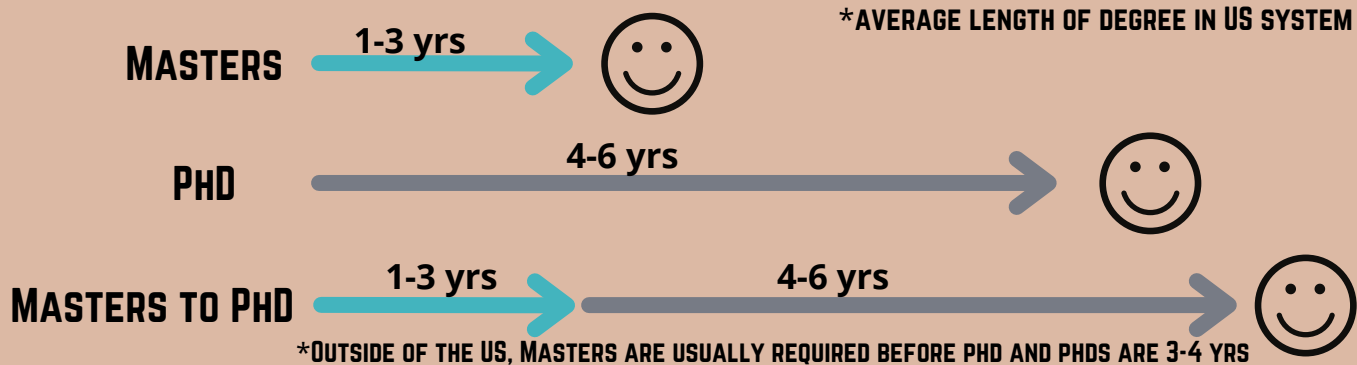 *AVERAGE LENGTH OF DEGREE IN US SYSTEM
1-3 yrs
MASTERS
4-6 yrs
PHD
1-3 yrs
4-6 yrs
MASTERS TO PHD
*OUTSIDE OF THE US, MASTERS ARE USUALLY REQUIRED BEFORE PHD AND PHDS ARE 3-4 YRS